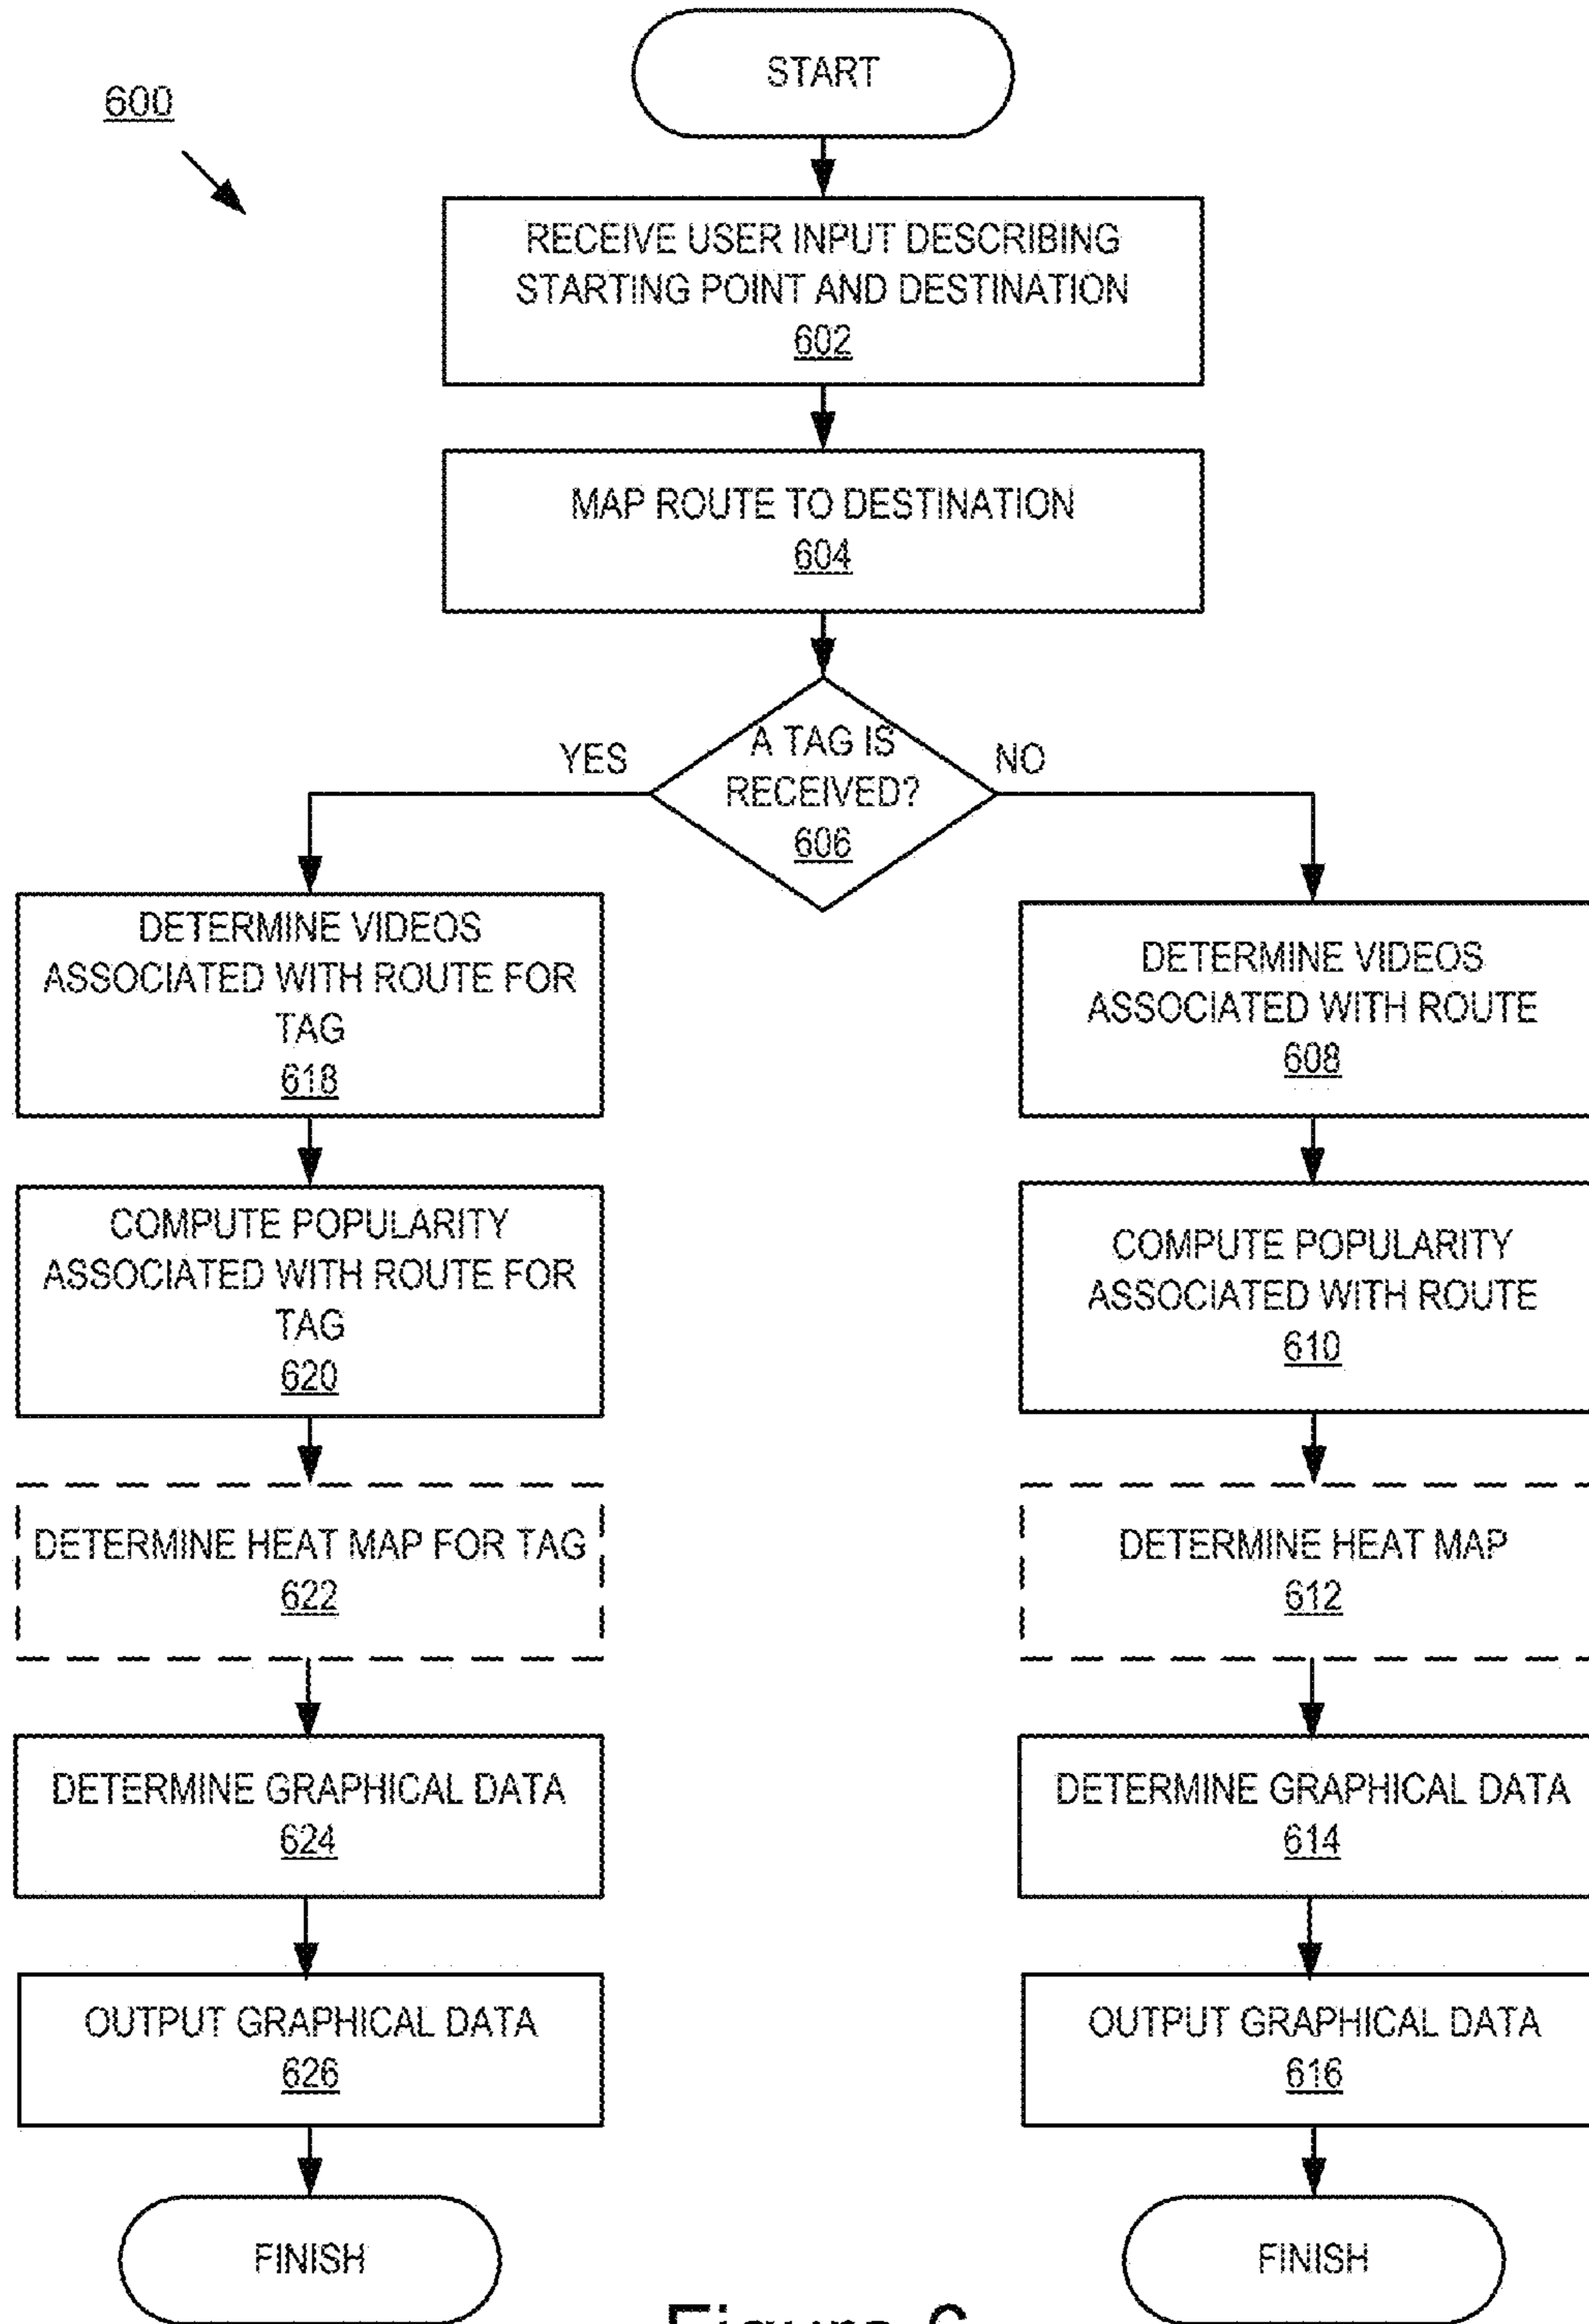 600
START
RECEIVE USER INPUT DESCRIBING
STARTING POINT AND DESTINATION
602
MAP ROUTE TO DESTINATION
604
A TAG IS
RECEIVED?
606
YES
NO
DETERMINE VIDEOS
ASSOCIATED WITH ROUTE FOR
TAG
618
COMPUTE POPULARITY
ASSOCIATED WITH ROUTE FOR
TAG
620
DETERMINE HEAT MAP FOR TAG
622
DETERMINE GRAPHICAL DATA
624
OUTPUT GRAPHICAL DATA
626
FINISH
DETERMINE VIDEOS
ASSOCIATED WITH ROUTE
608
COMPUTE POPULARITY
ASSOCIATED WITH ROUTE
610
DETERMINE HEAT MAP
612
DETERMINE GRAPHICAL DATA
614
OUTPUT GRAPHICAL DATA
616
FINISH
Figure 6